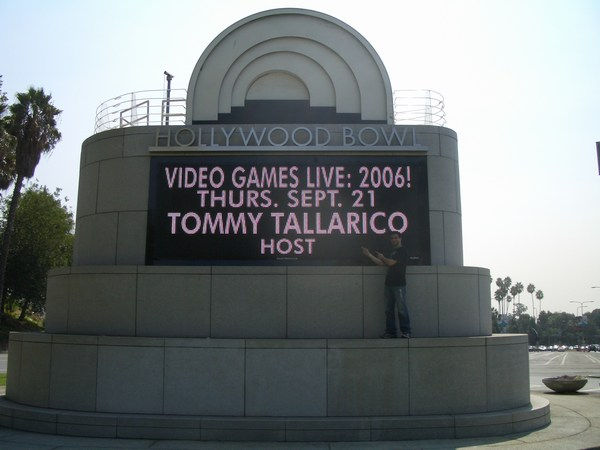 HOLLYWOOD BOWL
VIDEO GAMES LIVE: 2006!
THURS. SEPT. 21
TOMMY TALLARICO
HOST